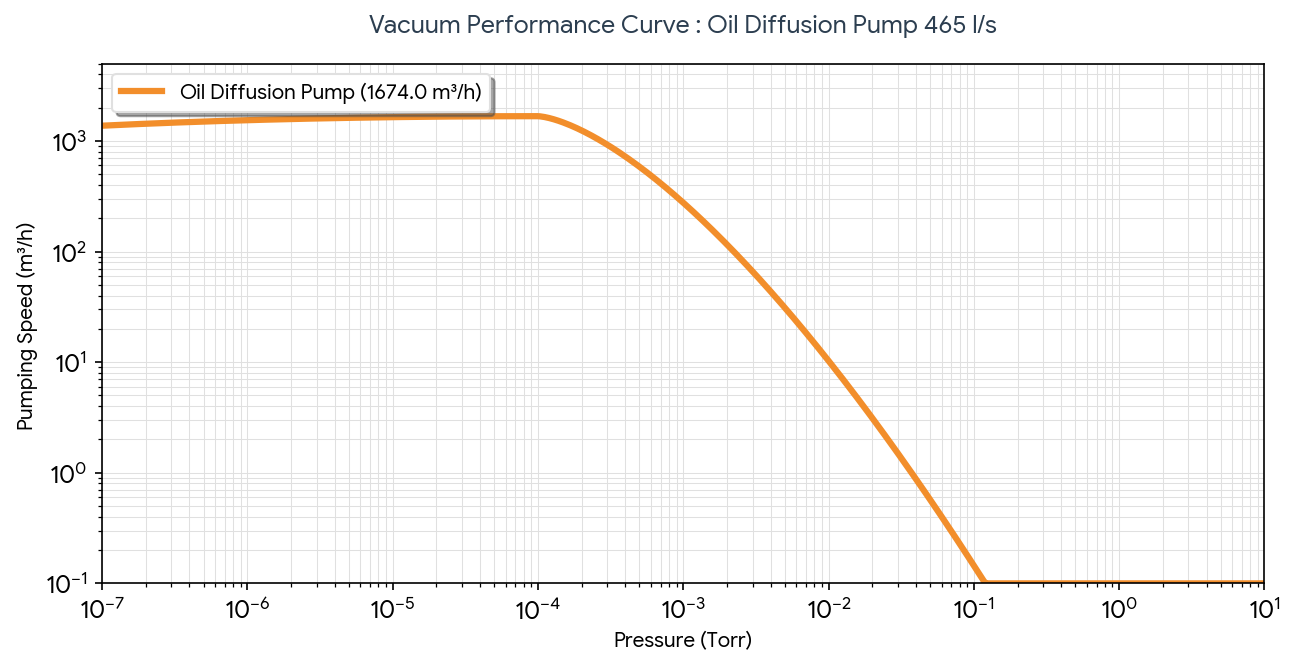 Vacuum Performance Curve : Oil Diffusion Pump 465 l/s
Oil Diffusion Pump (1674.0 m³/h)
Pumping Speed (m³/h)
10³
10²
10¹
10⁰
10⁻¹
10⁻⁷ 10⁻⁶ 10⁻⁵ 10⁻⁴ 10⁻³ 10⁻² 10⁻¹ 10⁰ 10¹
Pressure (Torr)